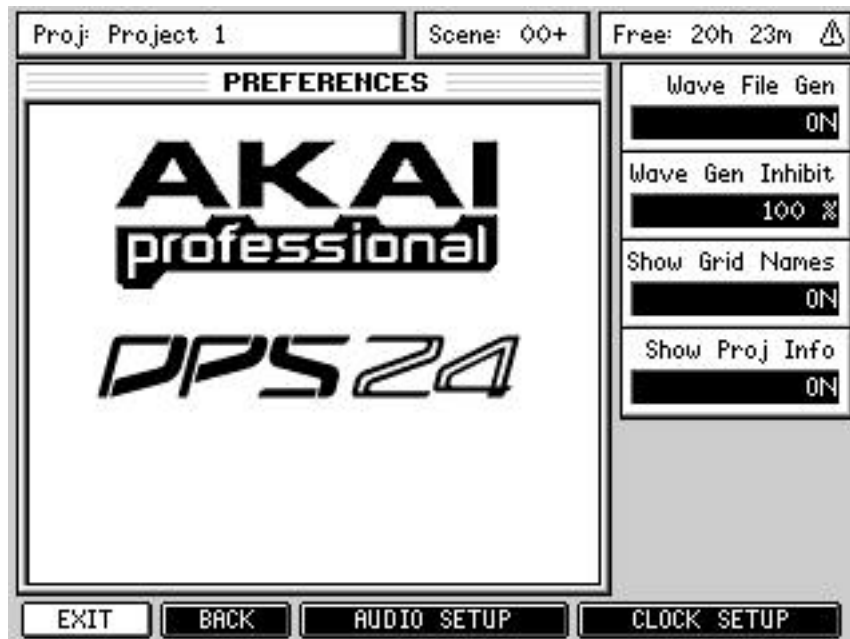 Proj: Project 1
Scene: 00+
Free: 20h 23m
PREFERENCES
AKAI
professional
DPS24
Wave File Gen
ON
Wave Gen Inhibit
100 %
Show Grid Names
ON
Show Proj Info
ON
EXIT
BACK
AUDIO SETUP
CLOCK SETUP